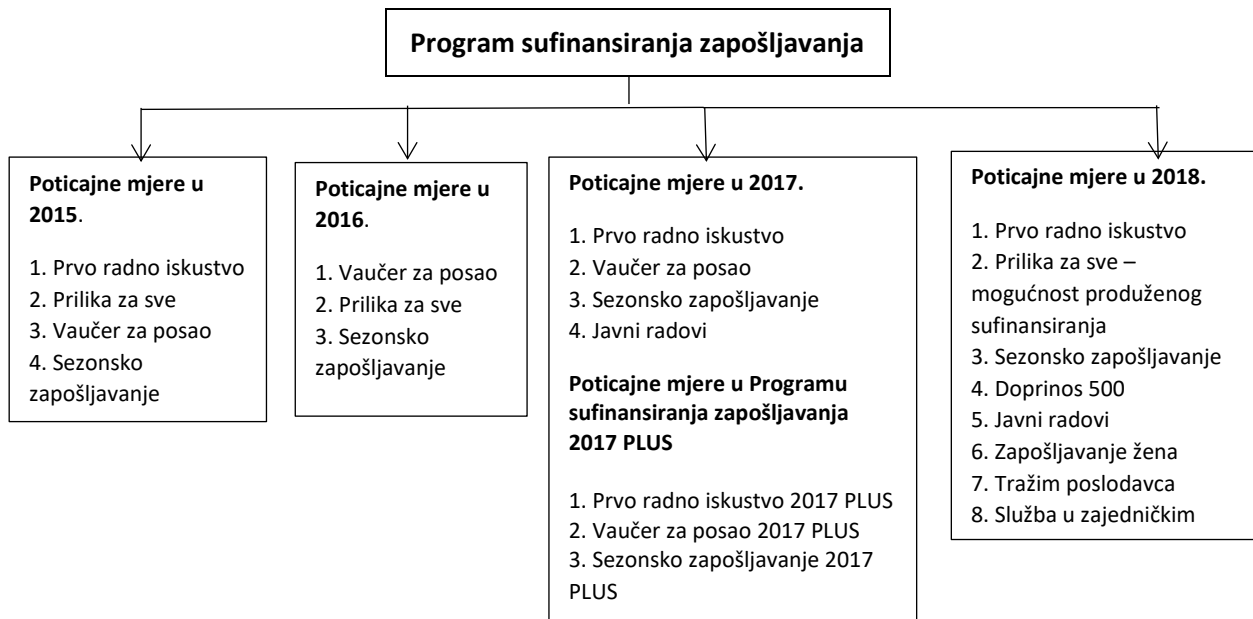 Program sufinansiranja zapošljavanja
Poticajne mjere u
2015.
1. Prvo radno iskustvo
2. Prilika za sve
3. Vaučer za posao
4. Sezonsko
zapošljavanje
Poticajne mjere u
2016.
1. Vaučer za posao
2. Prilika za sve
3. Sezonsko
zapošljavanje
Poticajne mjere u 2017.
1. Prvo radno iskustvo
2. Vaučer za posao
3. Sezonsko zapošljavanje
4. Javni radovi
Poticajne mjere u Programu
sufinansiranja zapošljavanja
2017 PLUS
1. Prvo radno iskustvo 2017 PLUS
2. Vaučer za posao 2017 PLUS
3. Sezonsko zapošljavanje 2017
PLUS
Poticajne mjere u 2018.
1. Prvo radno iskustvo
2. Prilika za sve –
mogućnost produženog
sufinansiranja
3. Sezonsko zapošljavanje
4. Doprinos 500
5. Javni radovi
6. Zapošljavanje žena
7. Tražim poslodavca
8. Služba u zajedničkim